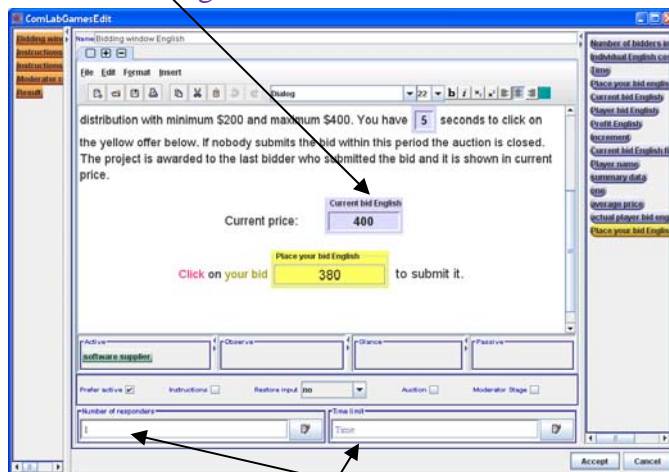 ComLabGamesEdit
Bidding window
Instructions
Instructions
Moderator
Result
Name Bidding window English
File Edit Format Insert
Dialog 22 b i
distribution with minimum $200 and maximum $400. You have 5 seconds to click on
the yellow offer below. If nobody submits the bid within this period the auction is closed.
The project is awarded to the last bidder who submitted the bid and it is shown in current
price.
Current bid English
Current price: 400
Place your bid English
Click on your bid 380 to submit it.
Active Observe Glance Passive
software supplier,
Prefer active Instructions Restore input no Auction Moderator Stage
Number of responders Time limit
1 Time
Number of bidders in
Individual English cos
Time
Place your bid english
Current bid English
Player bid English
Profit English
Increment
Current bid English fi
Player name
summary data
one
average price
actual player bid eng
Place your bid Englis
Accept Cancel